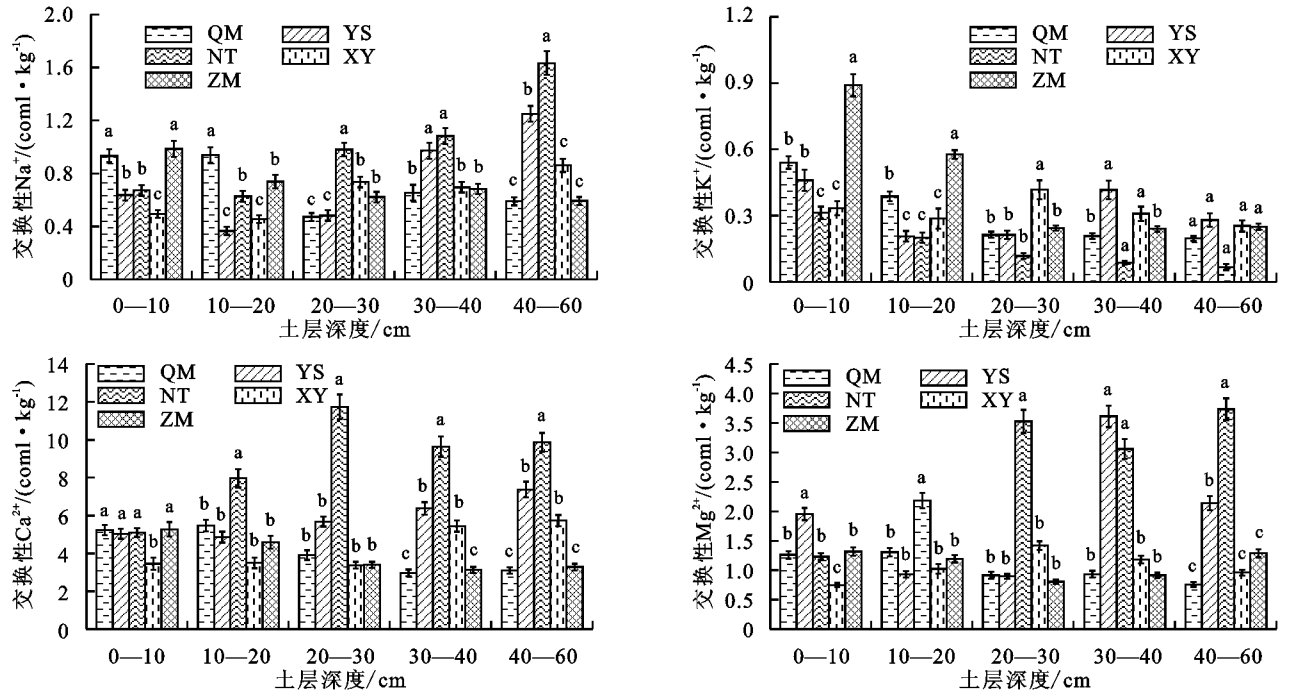 2.0
1.6
1.2
0.8
0.4
0
交换性Na⁺/(coml·kg⁻¹)
QM YS
NT XY
ZM
a b b c a
a c b c b
c c a b b
b a a b b
c b a c c
0—10 10—20 20—30 30—40 40—60
土层深度/cm
1.2
0.9
0.6
0.3
0
交换性K⁺/(coml·kg⁻¹)
QM YS
NT XY
ZM
b b c c a
b c c b a
b b b a b
b a a a b
a a a a a
0—10 10—20 20—30 30—40 40—60
土层深度/cm
14
12
10
8
6
4
2
0
交换性Ca²⁺/(coml·kg⁻¹)
QM YS
NT XY
ZM
a a a b a
b b a b b
b b a b b
c b a b c
c b a b c
0—10 10—20 20—30 30—40 40—60
土层深度/cm
4.5
3.5
3.5
2.5
2.0
1.5
1.0
0.5
0
交换性Mg²⁺/(coml·kg⁻¹)
QM YS
NT XY
ZM
b a b c b
b b a b b
b b a b b
b a a b b
c b a c c
0—10 10—20 20—30 30—40 40—60
土层深度/cm